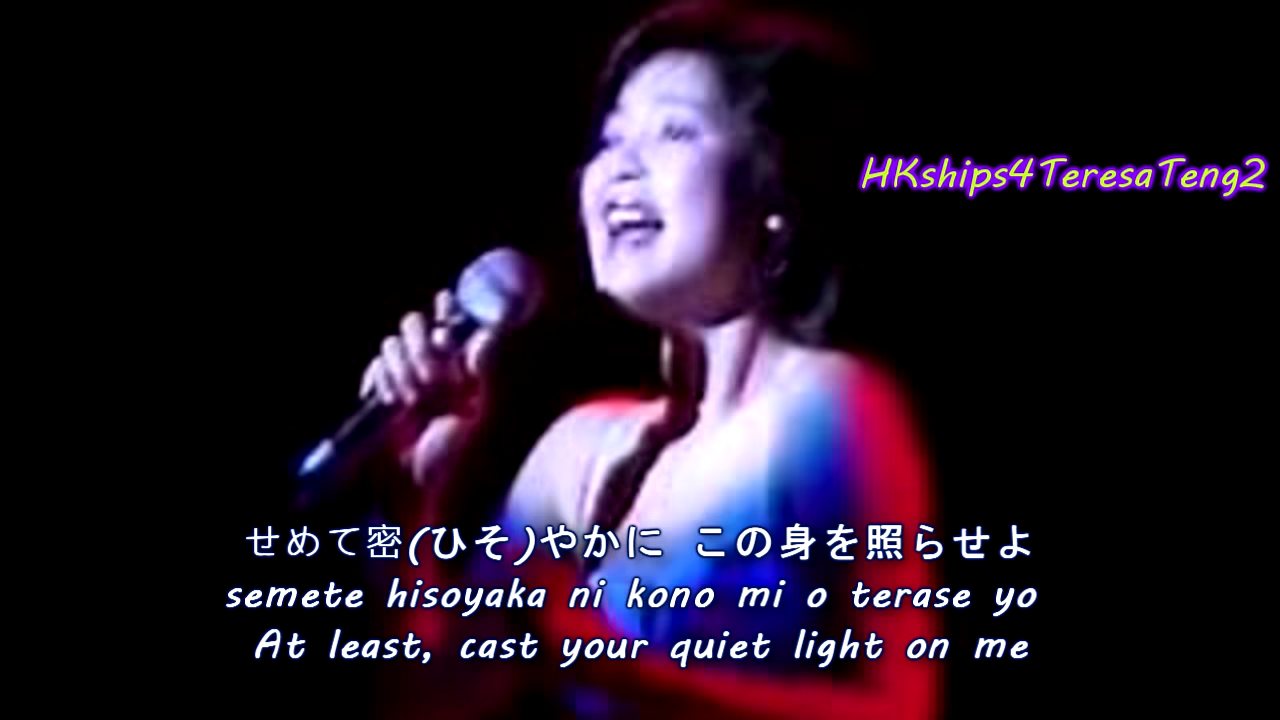 HKships4TeresaTeng2
せめて密(ひそ)やかに この身を照らせよ
semete hisoyaka ni kono mi o terase yo
At least, cast your quiet light on me